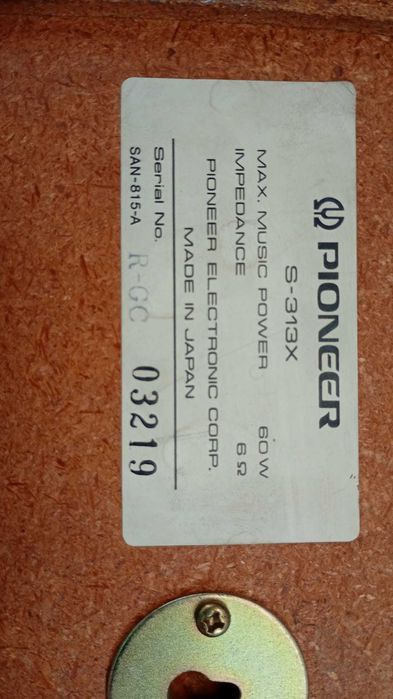 PIONEER
S-313X
MAX. MUSIC POWER 60W
IMPEDANCE 6Ω
PIONEER ELECTRONIC CORP.
MADE IN JAPAN
Serial No. R-GC 03219
SAN-815-A